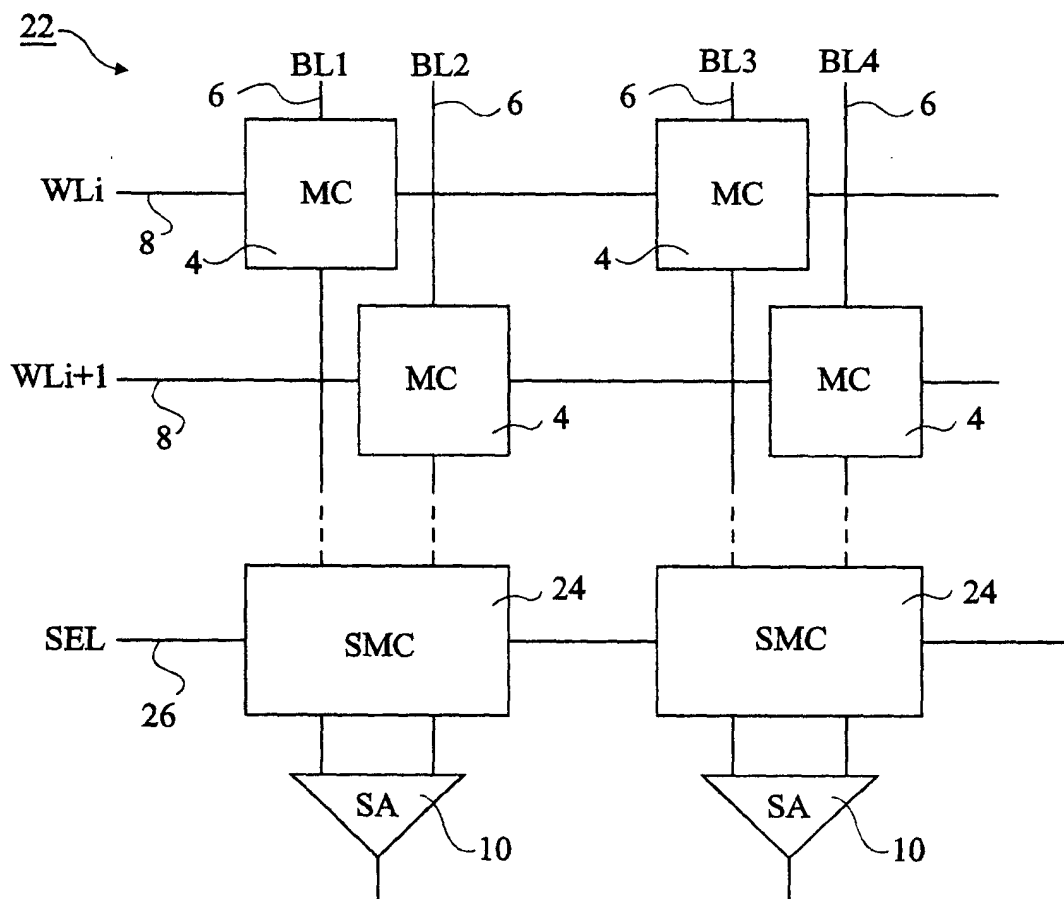 22
BL1 BL2 BL3 BL4
6 6 6 6
WLi MC MC
8 4 4
WLi+1 MC MC
8 4 4
24 24
SEL SMC SMC
26
SA SA
10 10